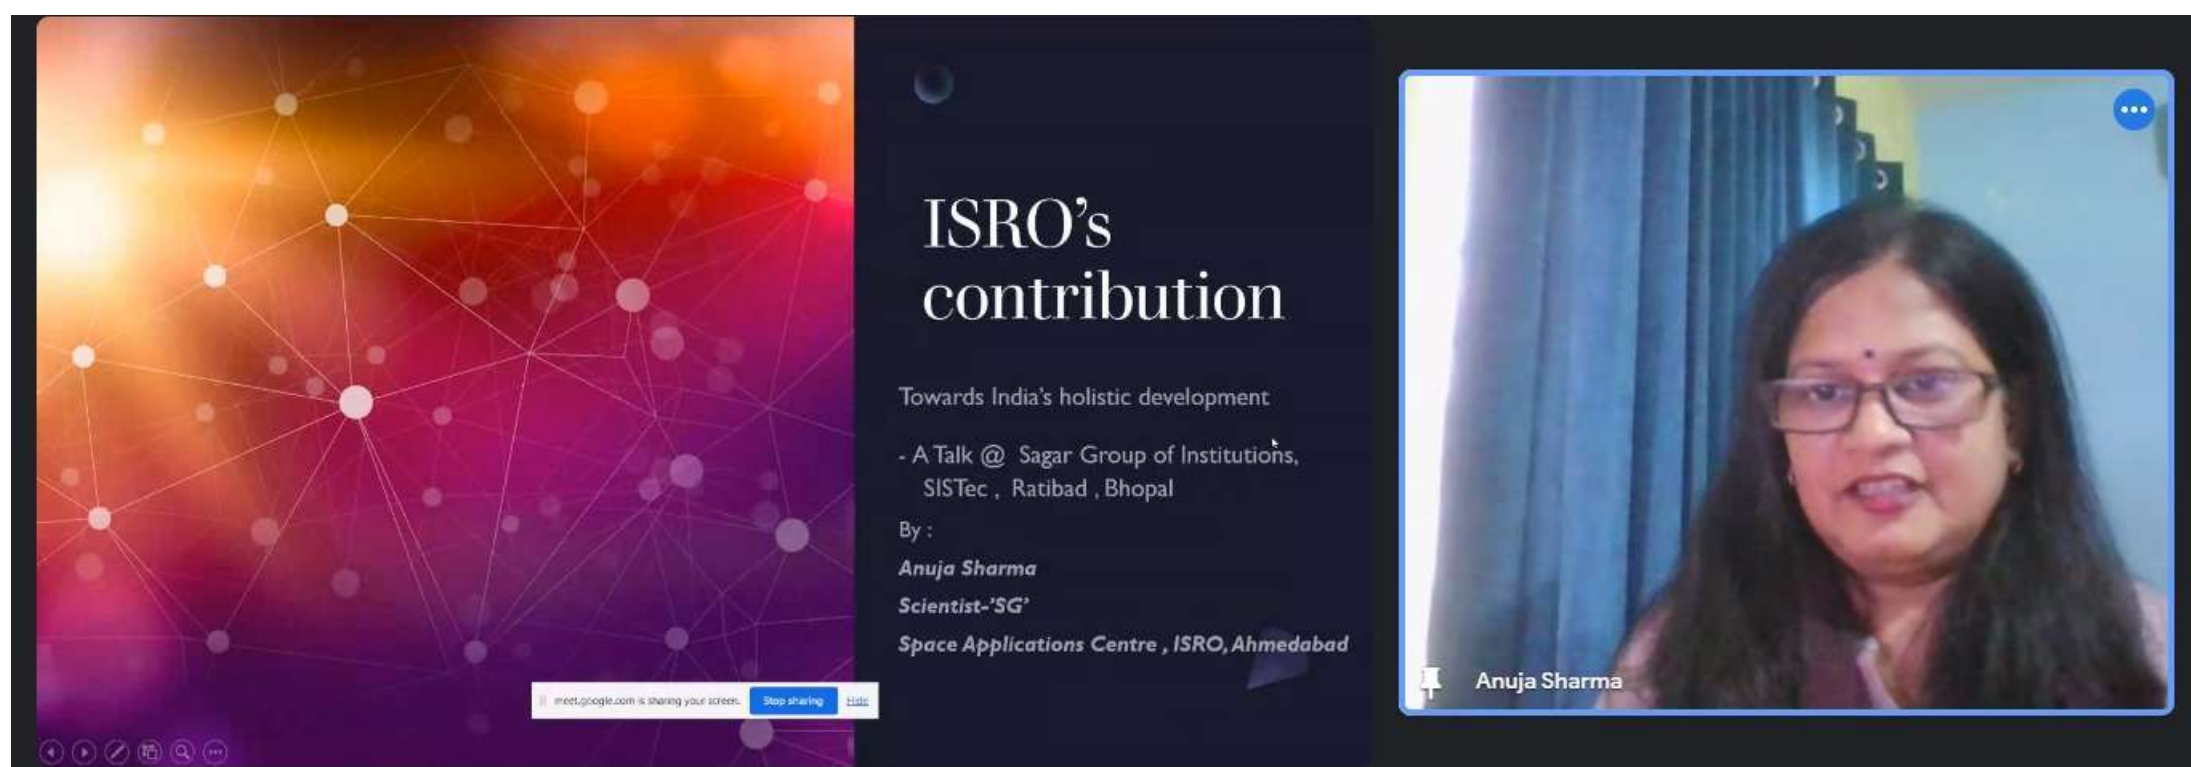 ISRO's
contribution
Towards India's holistic development
- A Talk @ Sagar Group of Institutions,
SISTec , Ratibad , Bhopal
By :
Anuja Sharma
Scientist-'SG'
Space Applications Centre , ISRO, Ahmedabad
meet.google.com is sharing your screen. Stop sharing Hide
Anuja Sharma